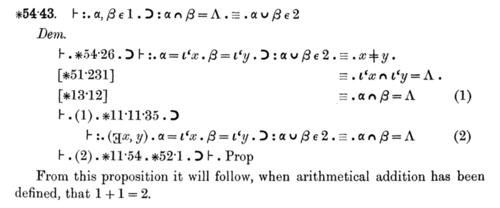 ∗54·43. ⊢ :. α, β ∊ 1 . ⊃ : α ∩ β = Λ . ≡ . α ∪ β ∊ 2
Dem.
⊢ . ∗54·26 . ⊃ ⊢ :. α = ι‘x . β = ι‘y . ⊃ : α ∪ β ∊ 2 . ≡ . x ≠ y .
[∗51·231] ≡ . ι‘x ∩ ι‘y = Λ .
[∗13·12] ≡ . α ∩ β = Λ (1)
⊢ . (1) . ∗11·11·35 . ⊃
⊢ :. (∃x, y) . α = ι‘x . β = ι‘y . ⊃ : α ∪ β ∊ 2 . ≡ . α ∩ β = Λ (2)
⊢ . (2) . ∗11·54 . ∗52·1 . ⊃ ⊢ . Prop
From this proposition it will follow, when arithmetical addition has been
defined, that 1 + 1 = 2.